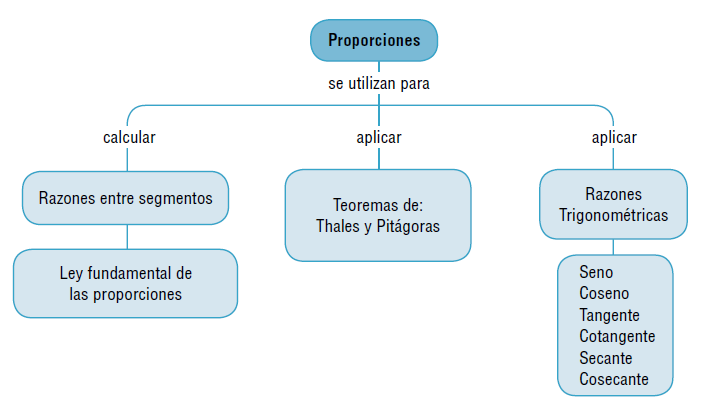 Proporciones
se utilizan para
calcular
aplicar
aplicar
Razones entre segmentos
Teoremas de:
Thales y Pitágoras
Razones
Trigonométricas
Ley fundamental de
las proporciones
Seno
Coseno
Tangente
Cotangente
Secante
Cosecante